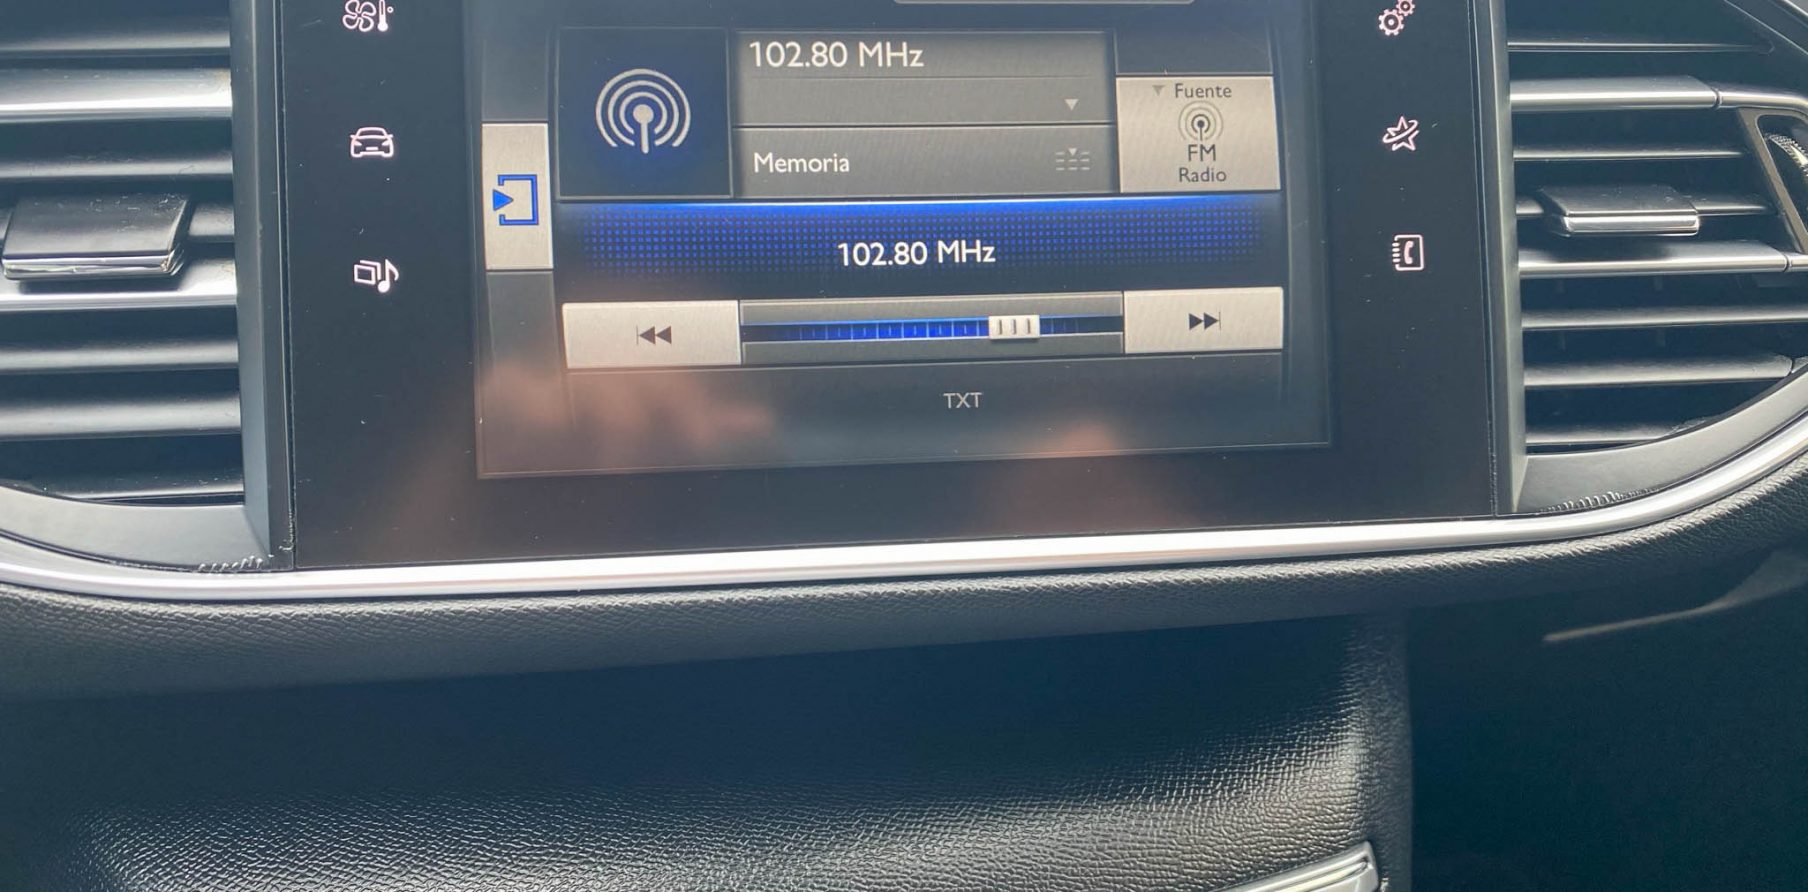 102.80 MHz
Fuente
FM
Radio
Memoria
102.80 MHz
TXT